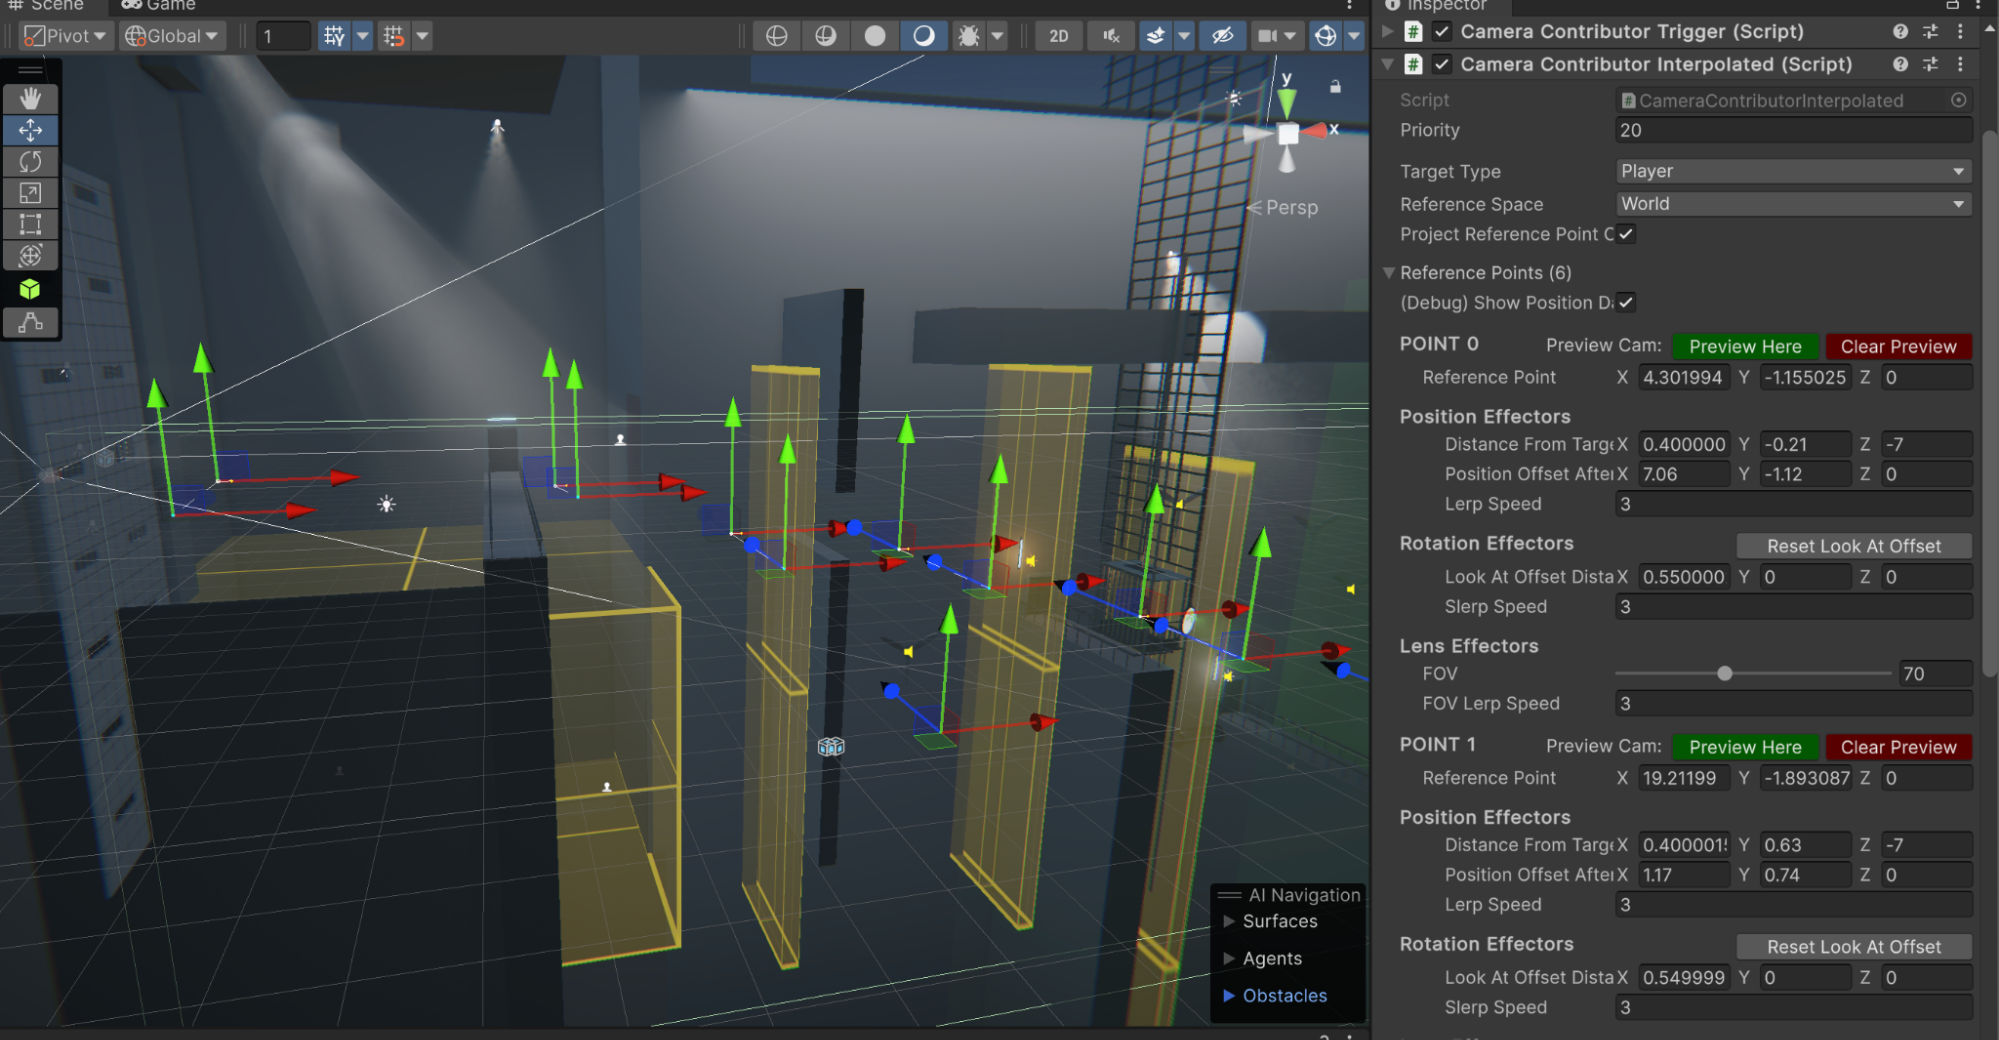 Scene
Game
Inspector
Pivot
Global
1
2D
y
x
Persp
AI Navigation
Surfaces
Agents
Obstacles
Camera Contributor Trigger (Script)
Camera Contributor Interpolated (Script)
Script CameraContributorInterpolated
Priority 20
Target Type Player
Reference Space World
Project Reference Point C
Reference Points (6)
(Debug) Show Position D
POINT 0 Preview Cam: Preview Here Clear Preview
Reference Point X 4.301994 Y -1.155025 Z 0
Position Effectors
Distance From Targe X 0.400000 Y -0.21 Z -7
Position Offset After X 7.06 Y -1.12 Z 0
Lerp Speed 3
Rotation Effectors Reset Look At Offset
Look At Offset Dista X 0.550000 Y 0 Z 0
Slerp Speed 3
Lens Effectors
FOV 70
FOV Lerp Speed 3
POINT 1 Preview Cam: Preview Here Clear Preview
Reference Point X 19.21199 Y -1.893087 Z 0
Position Effectors
Distance From Targe X 0.400001 Y 0.63 Z -7
Position Offset After X 1.17 Y 0.74 Z 0
Lerp Speed 3
Rotation Effectors Reset Look At Offset
Look At Offset Dista X 0.549999 Y 0 Z 0
Slerp Speed 3